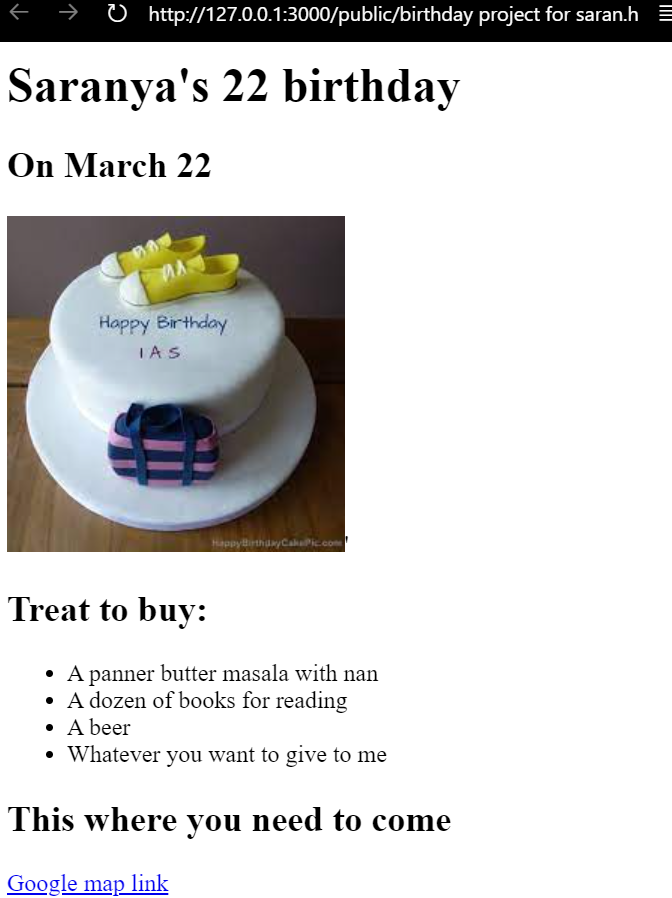 http://127.0.0.1:3000/public/birthday project for saran.h
Saranya's 22 birthday
On March 22
Happy Birthday
I A S
HappyBirthdayCakePic.com
'
Treat to buy:
• A panner butter masala with nan
• A dozen of books for reading
• A beer
• Whatever you want to give to me
This where you need to come
Google map link